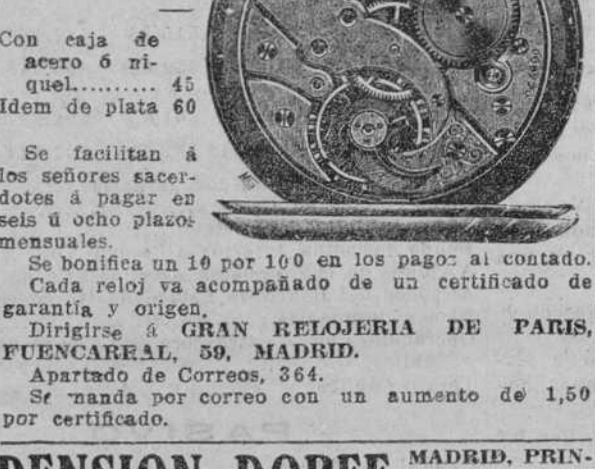 Con caja de
acero ó ni-
quel.......... 45
Idem de plata 60
Se facilitan á
los señores sacer-
dotes á pagar en
seis ú ocho plazos
mensuales.
Se bonifica un 10 por 100 en los pagos al contado.
Cada reloj va acompañado de un certificado de
garantía y origen.
Dirigirse á GRAN RELOJERIA DE PARIS,
FUENCARRAL, 59, MADRID.
Apartado de Correos, 364.
Se manda por correo con un aumento de 1,50
por certificado.
PENSION DOREE MADRID. PRIN-